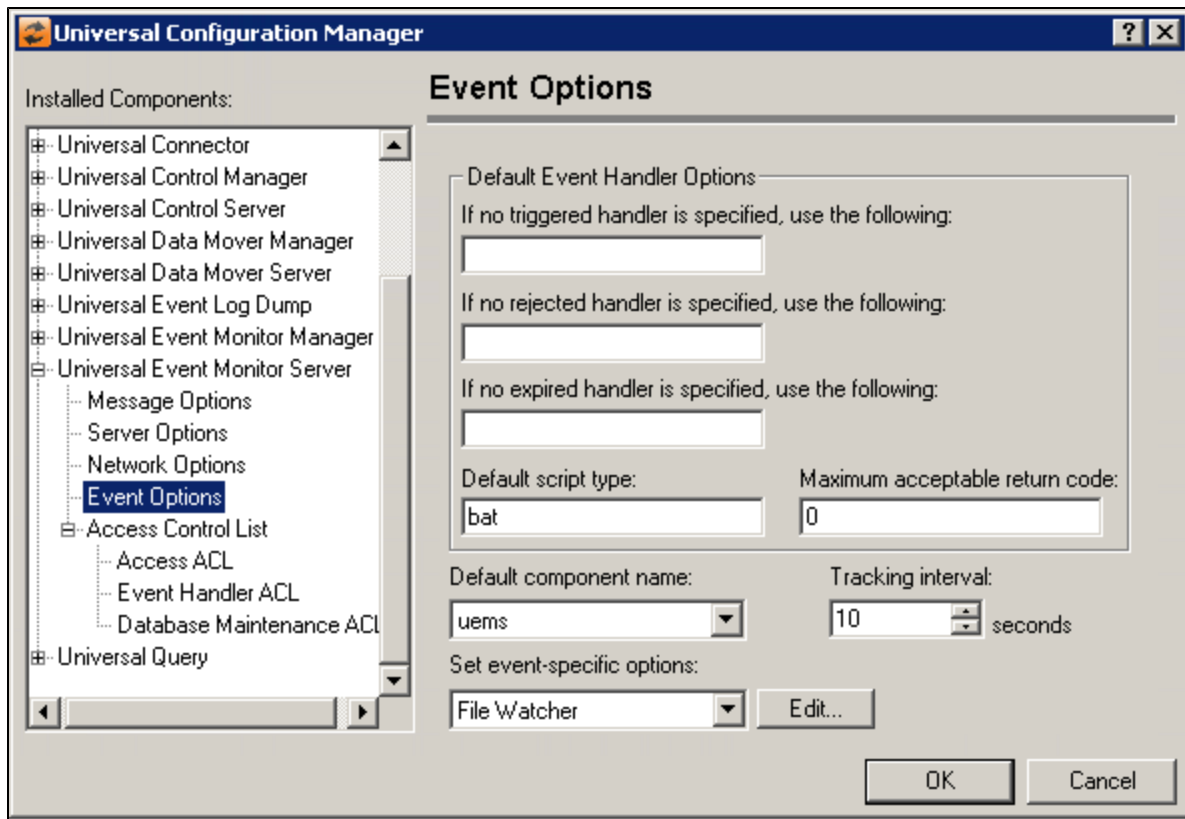 Universal Configuration Manager
Installed Components:
Universal Connector
Universal Control Manager
Universal Control Server
Universal Data Mover Manager
Universal Data Mover Server
Universal Event Log Dump
Universal Event Monitor Manager
Universal Event Monitor Server
Message Options
Server Options
Network Options
Event Options
Access Control List
Access ACL
Event Handler ACL
Database Maintenance ACL
Universal Query
Event Options
Default Event Handler Options
If no triggered handler is specified, use the following:
If no rejected handler is specified, use the following:
If no expired handler is specified, use the following:
Default script type: Maximum acceptable return code:
bat 0
Default component name: Tracking interval:
uems 10 seconds
Set event-specific options:
File Watcher Edit...
OK Cancel